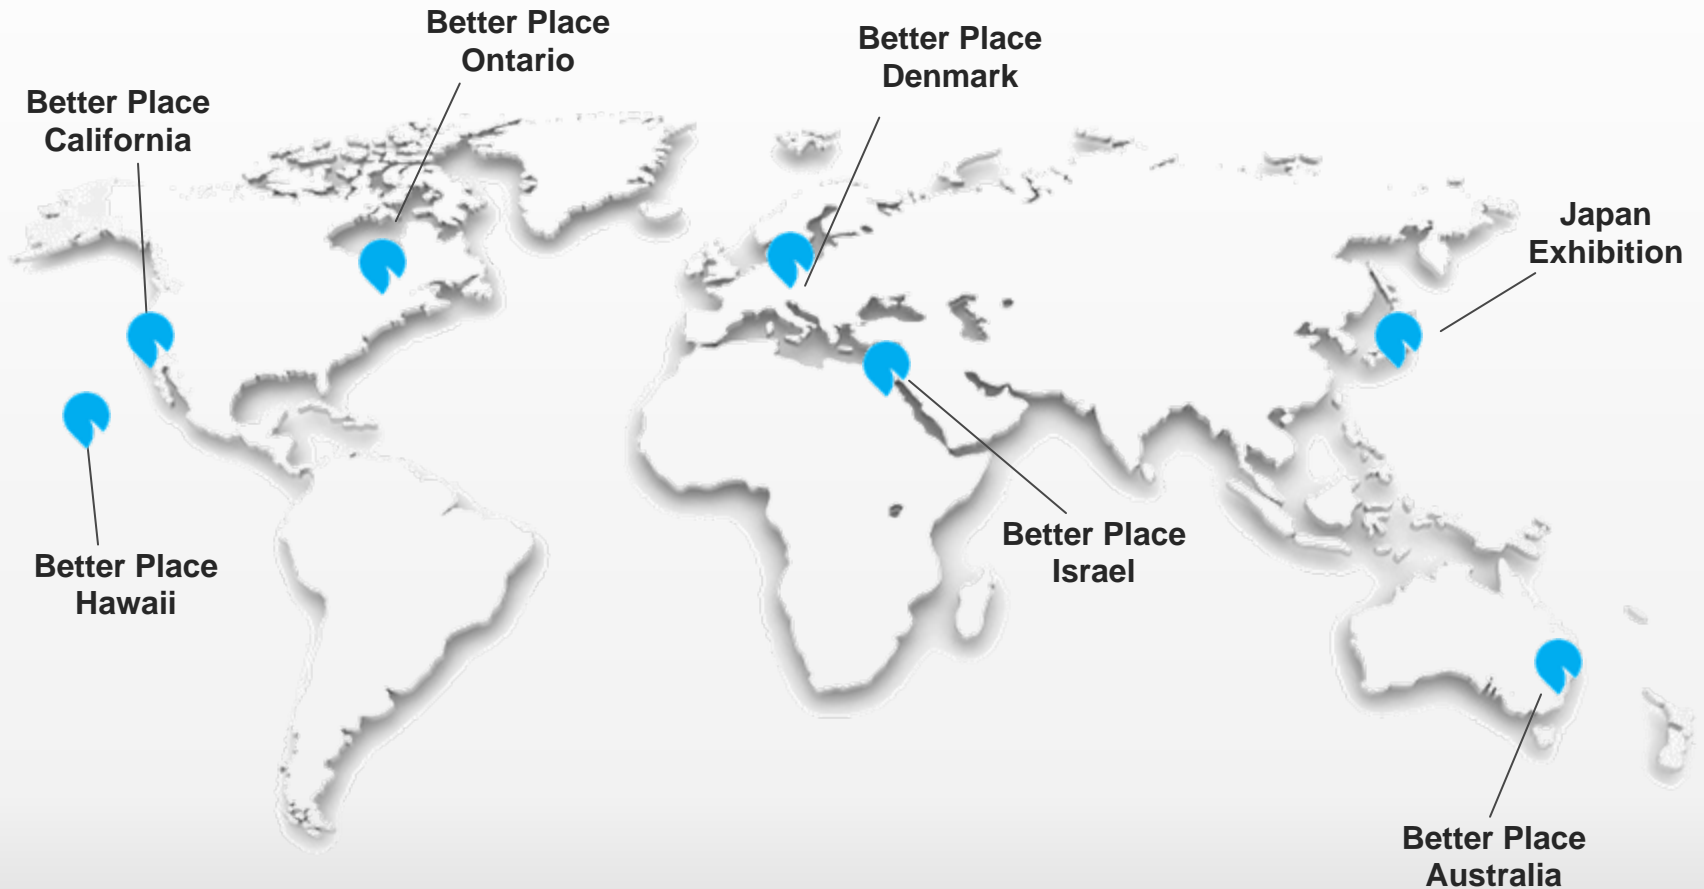 Better Place
Ontario
Better Place
Denmark
Better Place
California
Japan
Exhibition
Better Place
Israel
Better Place
Hawaii
Better Place
Australia